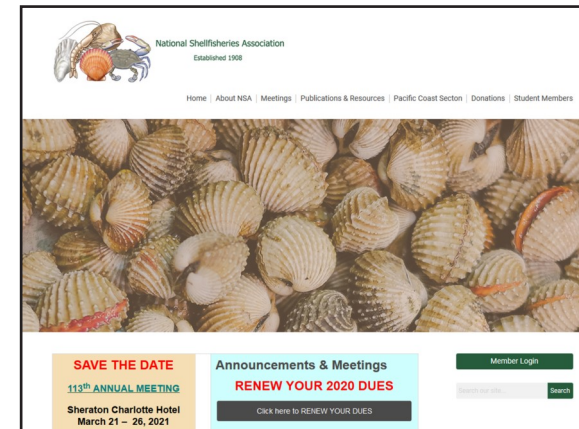 National Shellfisheries Association
Established 1908
Home | About NSA | Meetings | Publications & Resources | Pacific Coast Secton | Donations | Student Members
SAVE THE DATE
113th ANNUAL MEETING
Sheraton Charlotte Hotel
March 21 – 26, 2021
Announcements & Meetings
RENEW YOUR 2020 DUES
Click here to RENEW YOUR DUES
Member Login
Search our site...
Search